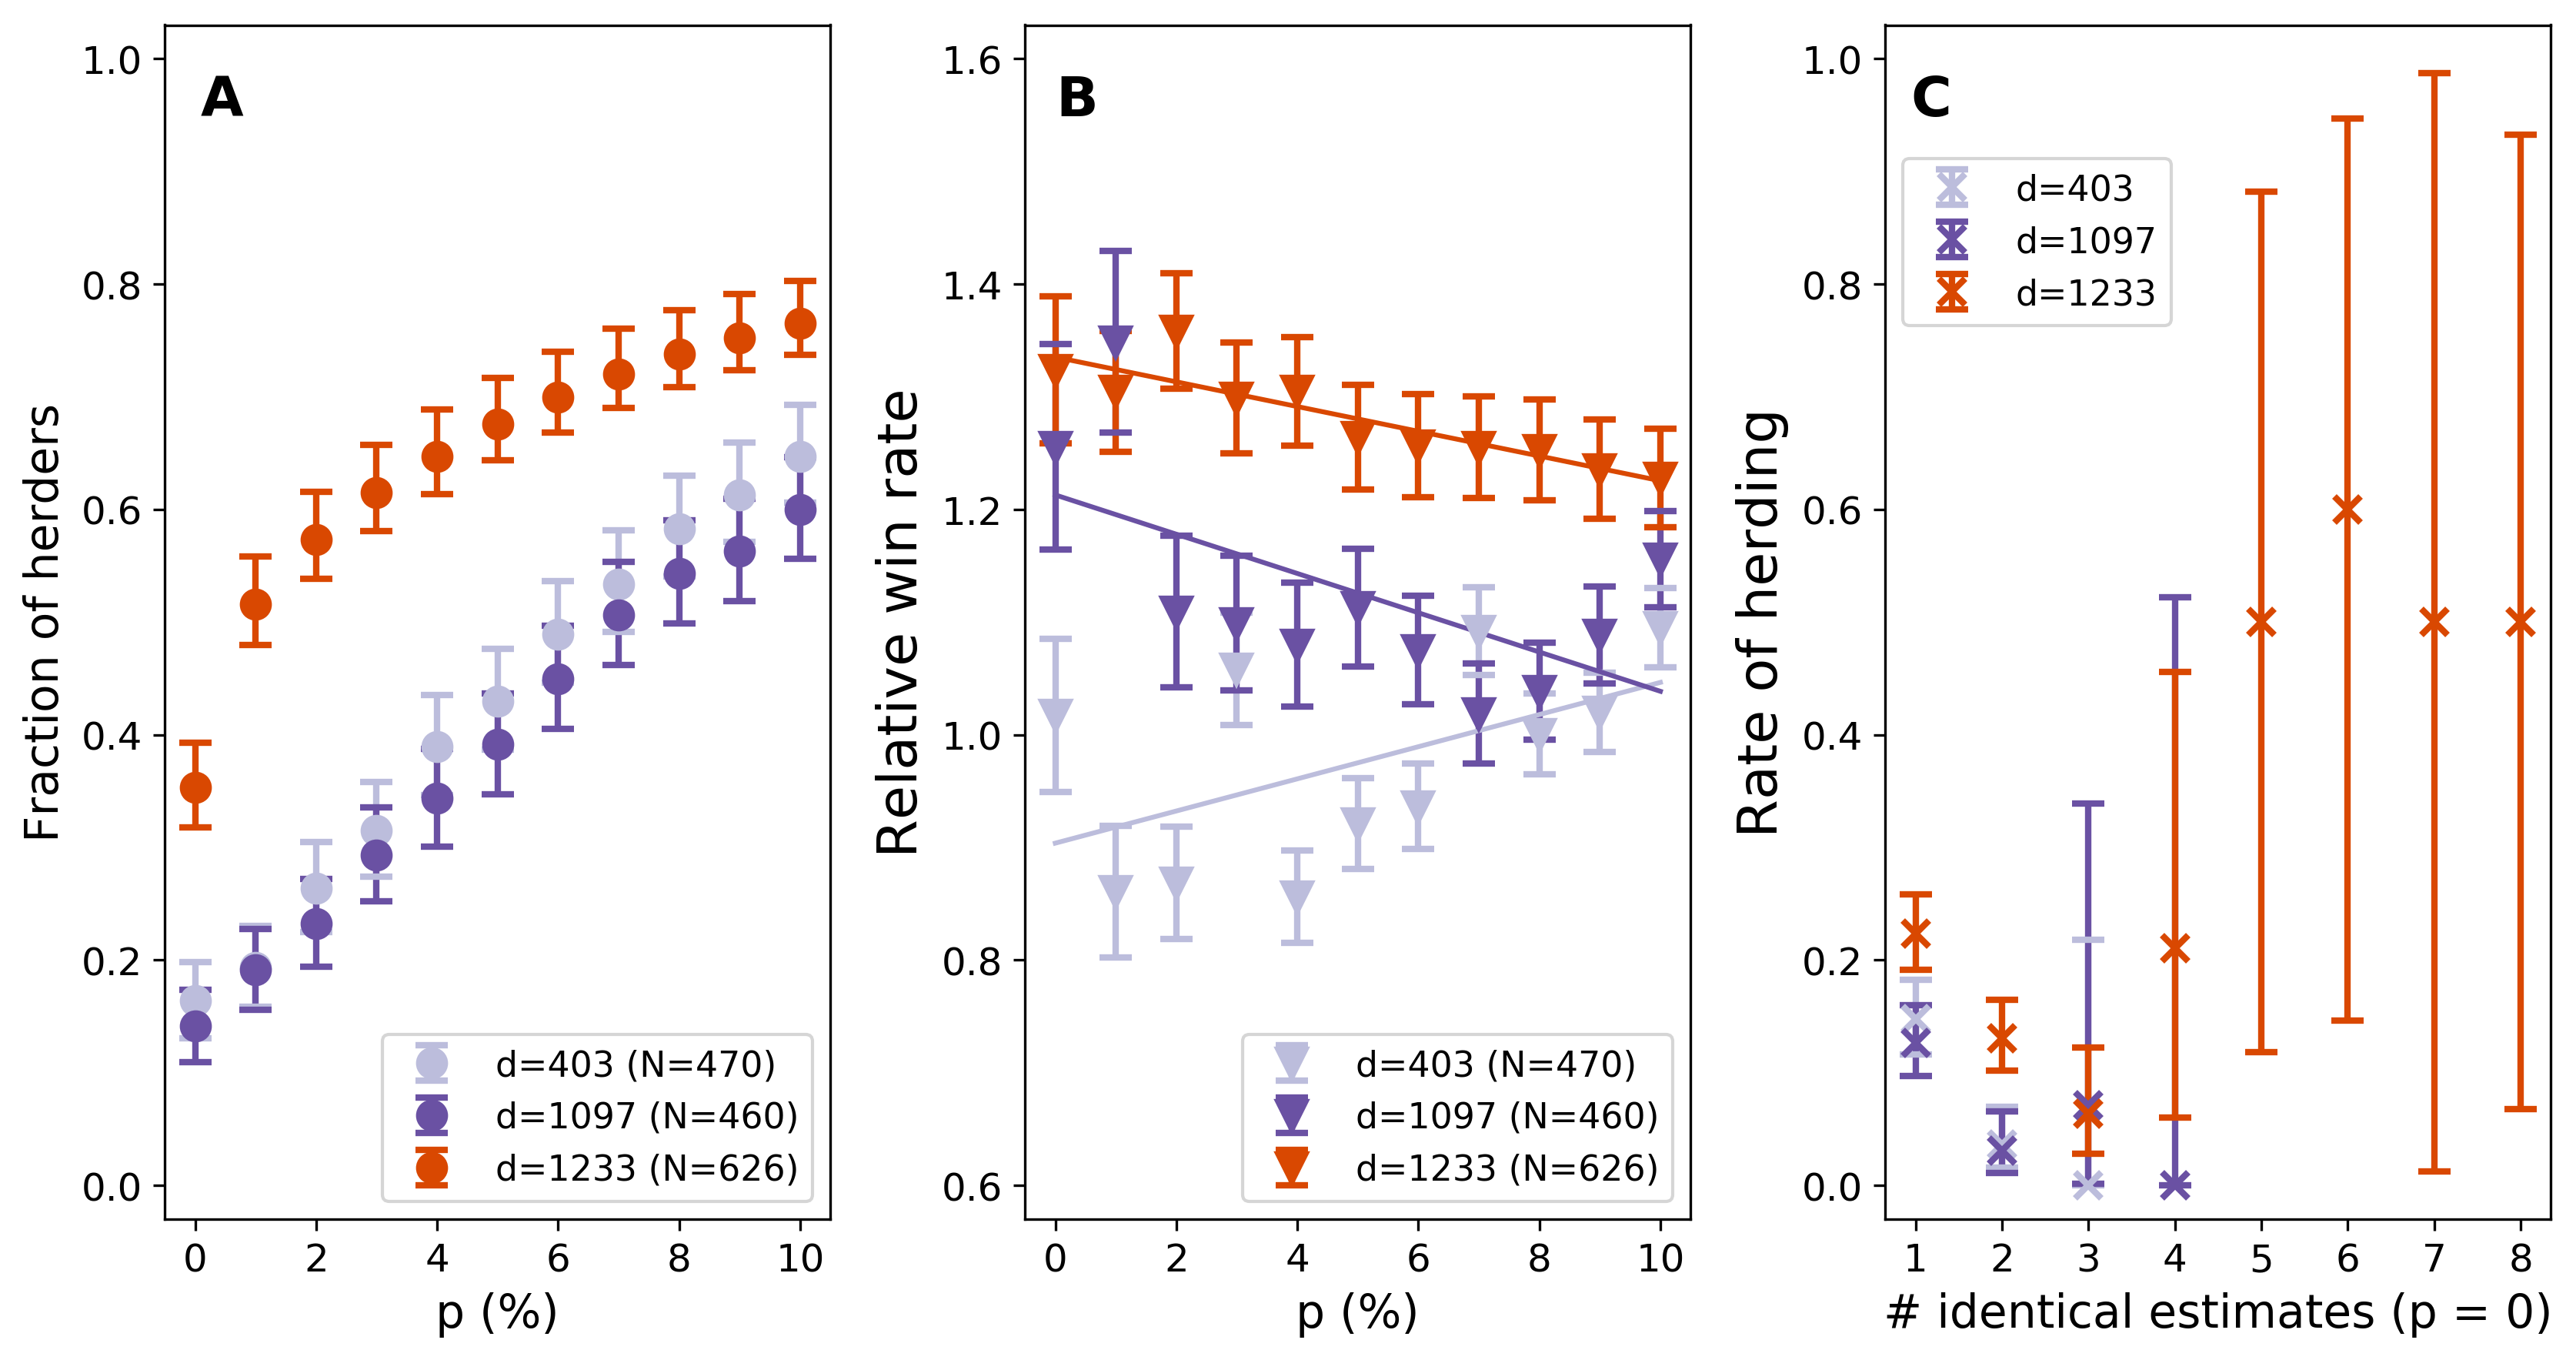 A
Fraction of herders
1.0
0.8
0.6
0.4
0.2
0.0
d=403 (N=470)
d=1097 (N=460)
d=1233 (N=626)
0 2 4 6 8 10
p (%)
B
Relative win rate
1.6
1.4
1.2
1.0
0.8
0.6
d=403 (N=470)
d=1097 (N=460)
d=1233 (N=626)
0 2 4 6 8 10
p (%)
C
Rate of herding
1.0
0.8
0.6
0.4
0.2
0.0
d=403
d=1097
d=1233
1 2 3 4 5 6 7 8
# identical estimates (p = 0)